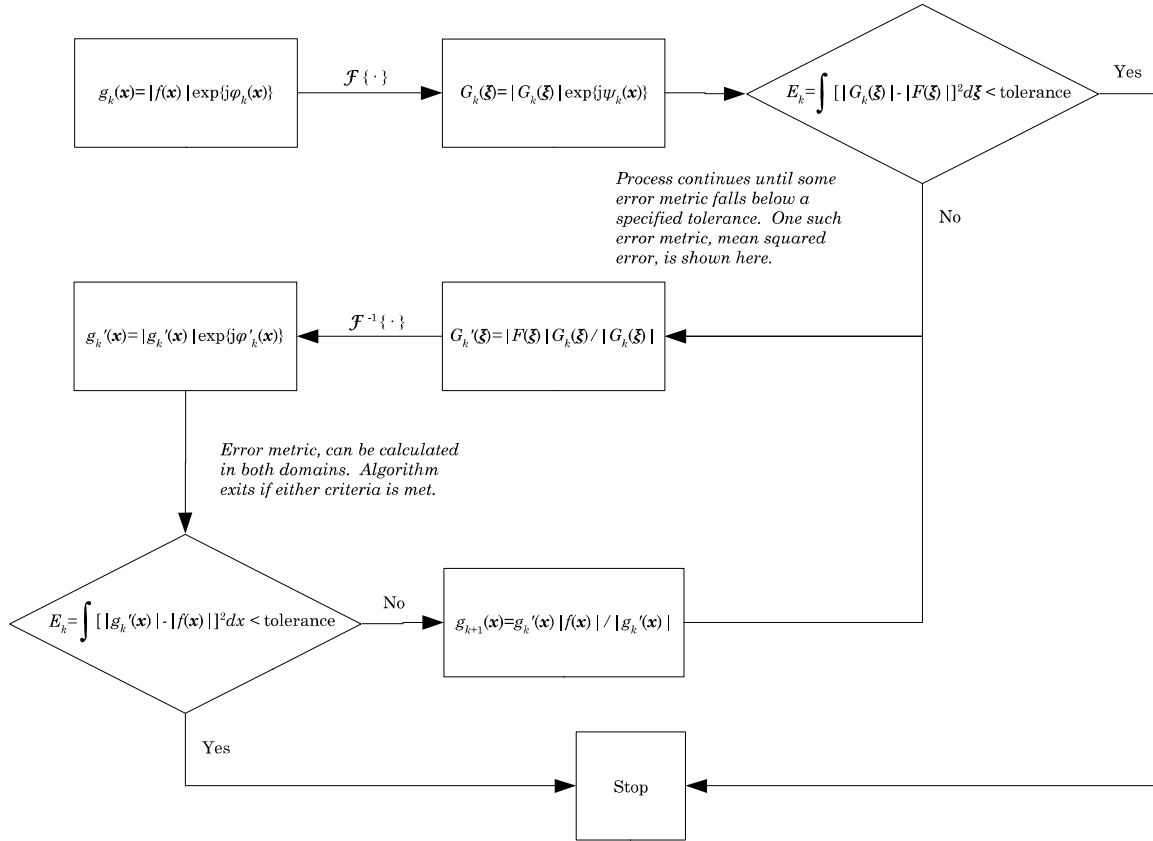 g_k(x)=|f(x)|exp{jφ_k(x)}
ℱ{·}
G_k(ξ)=|G_k(ξ)|exp{jψ_k(x)}
E_k=∫[|G_k(ξ)|-|F(ξ)|]²dξ < tolerance
Yes
No
Process continues until some
error metric falls below a
specified tolerance. One such
error metric, mean squared
error, is shown here.
g_k′(x)=|g_k′(x)|exp{jφ′_k(x)}
ℱ⁻¹{·}
G_k′(ξ)=|F(ξ)|G_k(ξ)/|G_k(ξ)|
Error metric, can be calculated
in both domains. Algorithm
exits if either criteria is met.
E_k=∫[|g_k′(x)|-|f(x)|]²dx < tolerance
No
g_{k+1}(x)=g_k′(x)|f(x)|/|g_k′(x)|
Yes
Stop